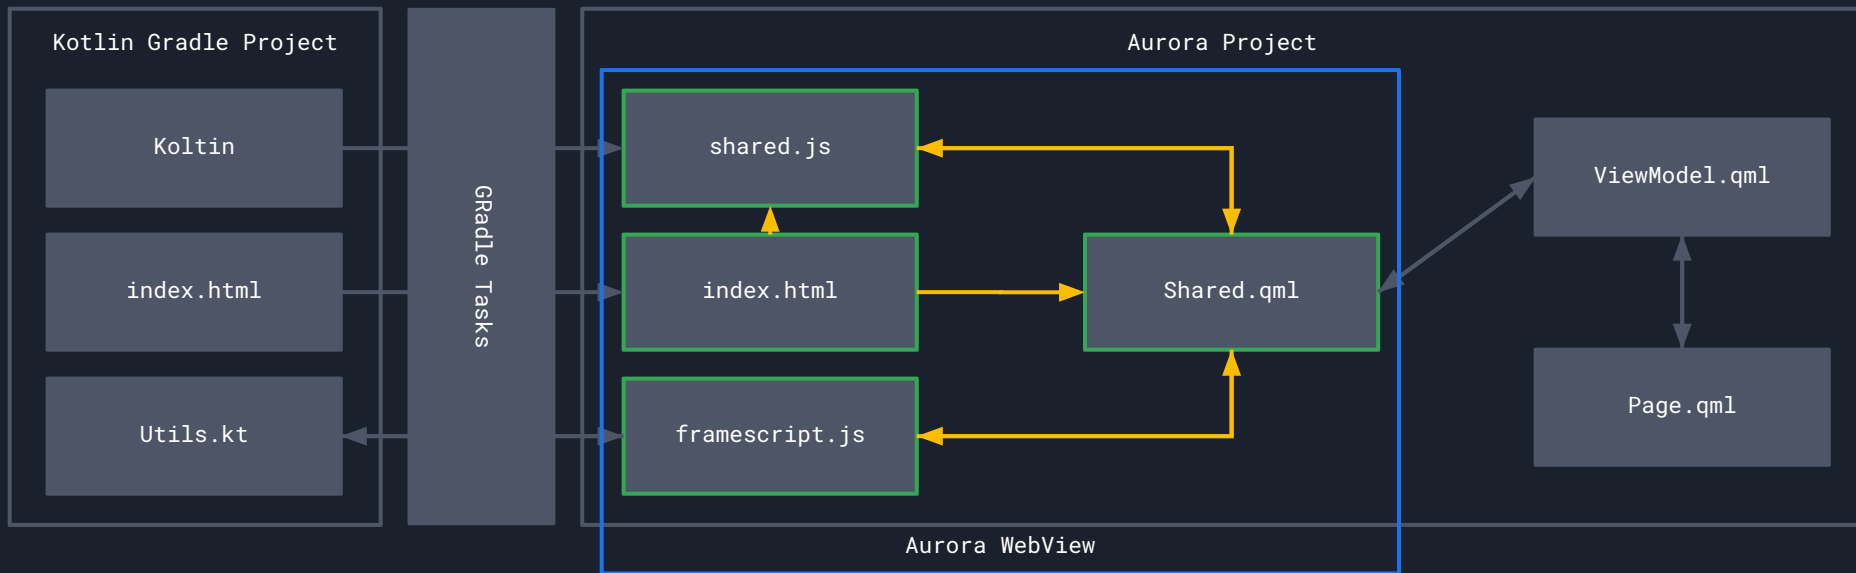 Kotlin Gradle Project
Koltin
index.html
Utils.kt
GRadle Tasks
Aurora Project
shared.js
index.html
framescript.js
Shared.qml
ViewModel.qml
Page.qml
Aurora WebView